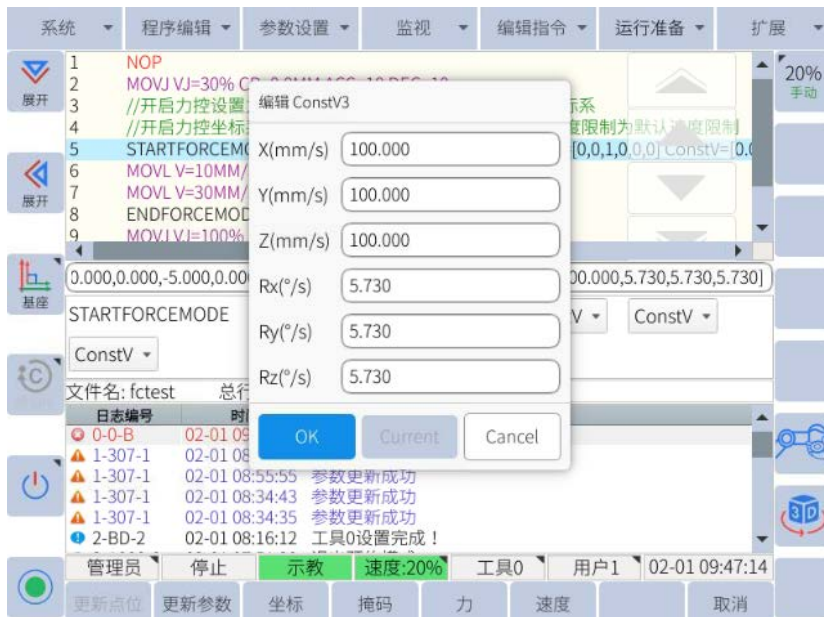 系统 程序编辑 参数设置 监视 编辑指令 运行准备 扩展
展开
展开
基座
20%
手动
1 NOP
2 MOVJ VJ=30%
3 //开启力控设置 标系
4 //开启力控坐标 度限制为默认速度限制
5 STARTFORCEMO [0,0,1,0,0,0] ConstV=[0.0
6 MOVL V=10MM/
7 MOVL V=30MM/
8 ENDFORCEMOD
9 MOVJ VJ=100%
0.000,0.000,-5.000,0.00 00.000,5.730,5.730,5.730]
STARTFORCEMODE V ConstV
ConstV
文件名: fctest 总行
编辑 ConstV3
X(mm/s) 100.000
Y(mm/s) 100.000
Z(mm/s) 100.000
Rx(°/s) 5.730
Ry(°/s) 5.730
Rz(°/s) 5.730
OK Current Cancel
日志编号 时
0-0-B 02-01 09
1-307-1 02-01 08
1-307-1 02-01 08:55:55 参数更新成功
1-307-1 02-01 08:34:43 参数更新成功
1-307-1 02-01 08:34:35 参数更新成功
2-BD-2 02-01 08:16:12 工具0设置完成！
管理员 停止 示教 速度:20% 工具0 用户1 02-01 09:47:14
更新点位 更新参数 坐标 掩码 力 速度 取消
3D